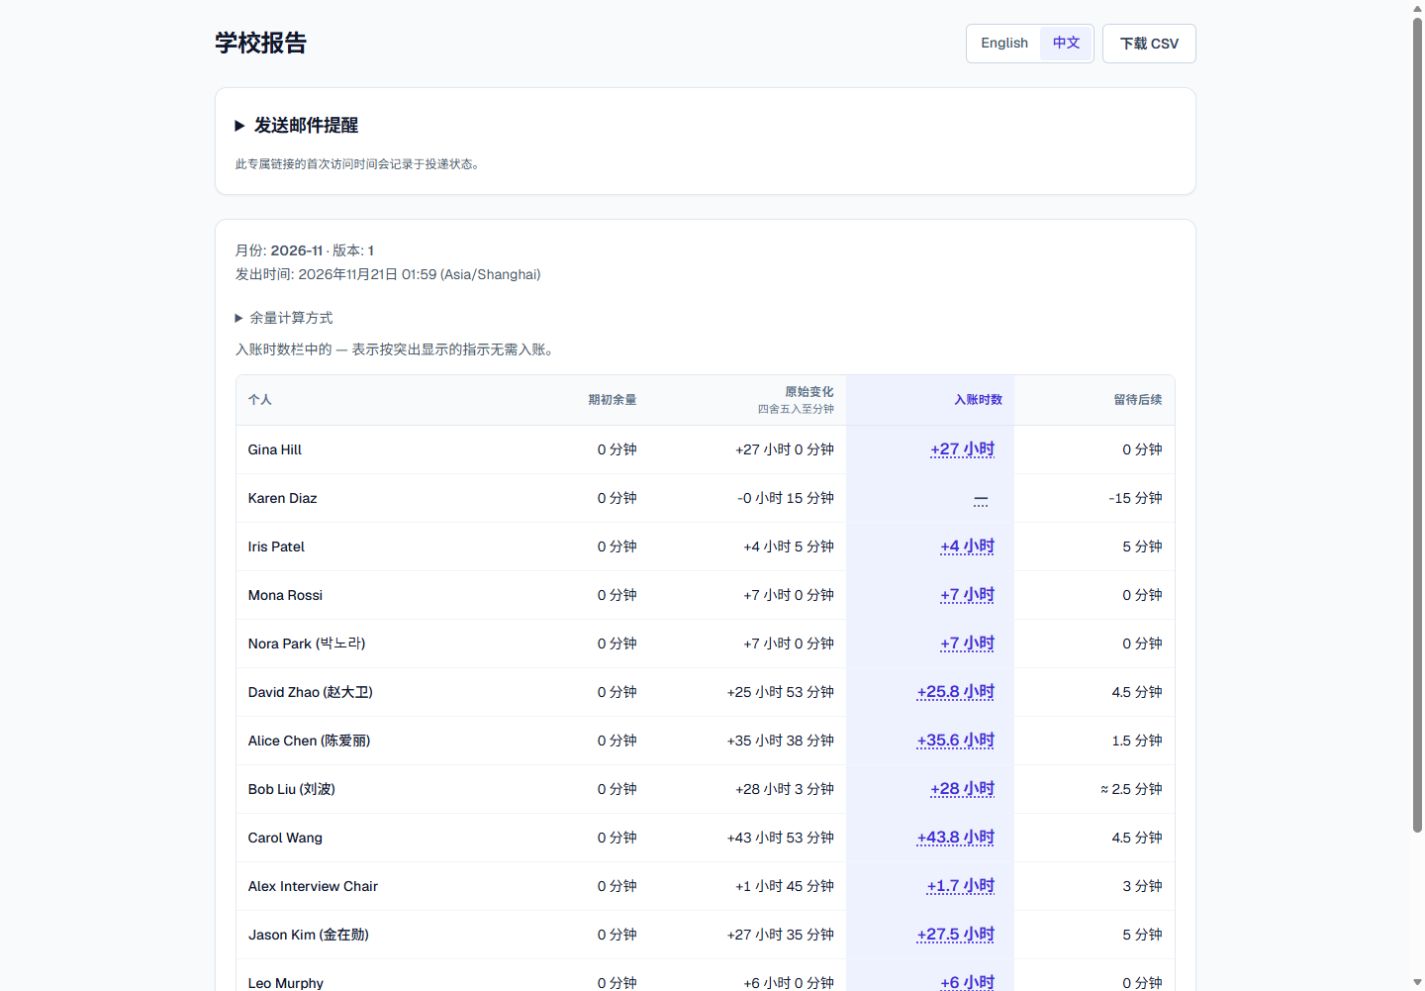 学校报告
English 中文 下载 CSV
▶ 发送邮件提醒
此专属链接的首次访问时间会记录于投递状态。
月份: 2026-11 · 版本: 1
发出时间: 2026年11月21日 01:59 (Asia/Shanghai)
▶ 余量计算方式
入账时数栏中的 — 表示按突出显示的指示无需入账。
个人 期初余量 原始变化 四舍五入至分钟 入账时数 留待后续
Gina Hill 0 分钟 +27 小时 0 分钟 +27 小时 0 分钟
Karen Diaz 0 分钟 -0 小时 15 分钟 — -15 分钟
Iris Patel 0 分钟 +4 小时 5 分钟 +4 小时 5 分钟
Mona Rossi 0 分钟 +7 小时 0 分钟 +7 小时 0 分钟
Nora Park (박노라) 0 分钟 +7 小时 0 分钟 +7 小时 0 分钟
David Zhao (赵大卫) 0 分钟 +25 小时 53 分钟 +25.8 小时 4.5 分钟
Alice Chen (陈爱丽) 0 分钟 +35 小时 38 分钟 +35.6 小时 1.5 分钟
Bob Liu (刘波) 0 分钟 +28 小时 3 分钟 +28 小时 ≈ 2.5 分钟
Carol Wang 0 分钟 +43 小时 53 分钟 +43.8 小时 4.5 分钟
Alex Interview Chair 0 分钟 +1 小时 45 分钟 +1.7 小时 3 分钟
Jason Kim (金在勋) 0 分钟 +27 小时 35 分钟 +27.5 小时 5 分钟
Leo Murphy 0 分钟 +6 小时 0 分钟 +6 小时 0 分钟